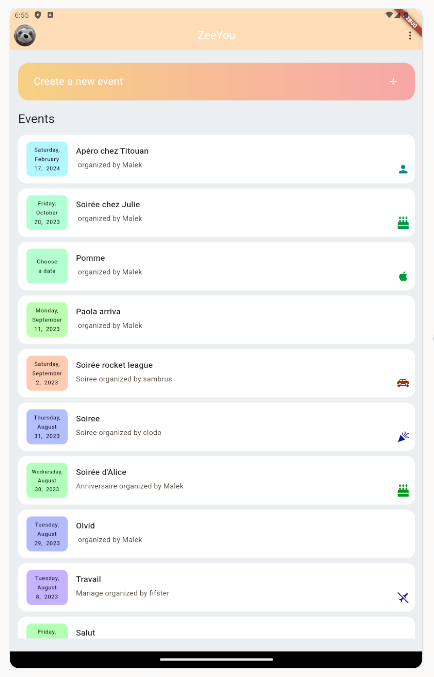 6:55
DEBUG
ZeeYou
Create a new event
Events
Saturday,
February
17, 2024
Apéro chez Titouan
organized by Malek
Friday,
October
20, 2023
Soirée chez Julie
organized by Malek
Choose
a date
Pomme
organized by Malek
Monday,
September
11, 2023
Paola arriva
organized by Malek
Saturday,
September
2, 2023
Soirée rocket league
Soiree organized by sambrus
Thursday,
August
31, 2023
Soiree
Soiree organized by clodo
Wednesday,
August
30, 2023
Soirée d'Alice
Anniversaire organized by Malek
Tuesday,
August
29, 2023
Olvid
organized by Malek
Tuesday,
August
8, 2023
Travail
Mariage organized by fifster
Friday,
Salut